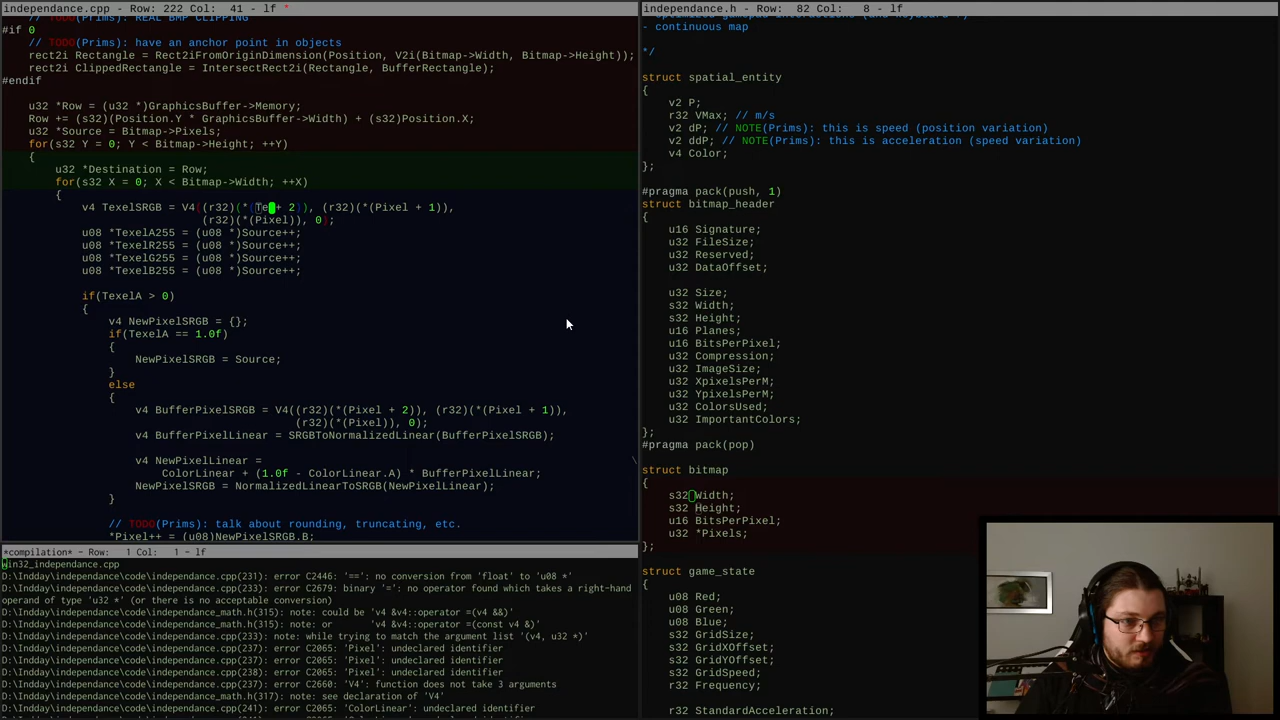 independance.cpp - Row: 222 Col: 41 - lf *
// TODO(Prims): REAL BMP CLIPPING
#if 0
// TODO(Prims): have an anchor point in objects
rect2i Rectangle = Rect2iFromOriginDimension(Position, V2i(Bitmap->Width, Bitmap->Height));
rect2i ClippedRectangle = IntersectRect2i(Rectangle, BufferRectangle);
#endif
u32 *Row = (u32 *)GraphicsBuffer->Memory;
Row += (s32)(Position.Y * GraphicsBuffer->Width) + (s32)Position.X;
u32 *Source = Bitmap->Pixels;
for(s32 Y = 0; Y < Bitmap->Height; ++Y)
{
u32 *Destination = Row;
for(s32 X = 0; X < Bitmap->Width; ++X)
{
v4 TexelSRGB = V4((r32)(*(Te + 2)), (r32)(*(Pixel + 1)),
(r32)(*(Pixel)), 0);
u08 *TexelA255 = (u08 *)Source++;
u08 *TexelR255 = (u08 *)Source++;
u08 *TexelG255 = (u08 *)Source++;
u08 *TexelB255 = (u08 *)Source++;
if(TexelA > 0)
{
v4 NewPixelSRGB = {};
if(TexelA == 1.0f)
{
NewPixelSRGB = Source;
}
else
{
v4 BufferPixelSRGB = V4((r32)(*(Pixel + 2)), (r32)(*(Pixel + 1)),
(r32)(*(Pixel)), 0);
v4 BufferPixelLinear = SRGBToNormalizedLinear(BufferPixelSRGB);
v4 NewPixelLinear = \
ColorLinear + (1.0f - ColorLinear.A) * BufferPixelLinear;
NewPixelSRGB = NormalizedLinearToSRGB(NewPixelLinear);
}
// TODO(Prims): talk about rounding, truncating, etc.
*Pixel++ = (u08)NewPixelSRGB.B;
*compilation* - Row: 1 Col: 1 - lf
win32_independance.cpp
D:\Indday\independance\code\independance.cpp(231): error C2446: '==': no conversion from 'float' to 'u08 *'
D:\Indday\independance\code\independance.cpp(233): error C2679: binary '=': no operator found which takes a right-hand
operand of type 'u32 *' (or there is no acceptable conversion)
D:\Indday\independance\code\independance_math.h(315): note: could be 'v4 &v4::operator =(v4 &&)'
D:\Indday\independance\code\independance_math.h(315): note: or 'v4 &v4::operator =(const v4 &)'
D:\Indday\independance\code\independance.cpp(233): note: while trying to match the argument list '(v4, u32 *)'
D:\Indday\independance\code\independance.cpp(237): error C2065: 'Pixel': undeclared identifier
D:\Indday\independance\code\independance.cpp(237): error C2065: 'Pixel': undeclared identifier
D:\Indday\independance\code\independance.cpp(238): error C2065: 'Pixel': undeclared identifier
D:\Indday\independance\code\independance.cpp(237): error C2660: 'V4': function does not take 3 arguments
D:\Indday\independance\code\independance_math.h(317): note: see declaration of 'V4'
D:\Indday\independance\code\independance.cpp(241): error C2065: 'ColorLinear': undeclared identifier
independance.h - Row: 82 Col: 8 - lf
- continuous map
*/
struct spatial_entity
{
v2 P;
r32 VMax; // m/s
v2 dP; // NOTE(Prims): this is speed (position variation)
v2 ddP; // NOTE(Prims): this is acceleration (speed variation)
v4 Color;
};
#pragma pack(push, 1)
struct bitmap_header
{
u16 Signature;
u32 FileSize;
u32 Reserved;
u32 DataOffset;
u32 Size;
s32 Width;
s32 Height;
u16 Planes;
u16 BitsPerPixel;
u32 Compression;
u32 ImageSize;
u32 XpixelsPerM;
u32 YpixelsPerM;
u32 ColorsUsed;
u32 ImportantColors;
};
#pragma pack(pop)
struct bitmap
{
s32 Width;
s32 Height;
u16 BitsPerPixel;
u32 *Pixels;
};
struct game_state
{
u08 Red;
u08 Green;
u08 Blue;
s32 GridSize;
s32 GridXOffset;
s32 GridYOffset;
s32 GridSpeed;
r32 Frequency;
r32 StandardAcceleration;